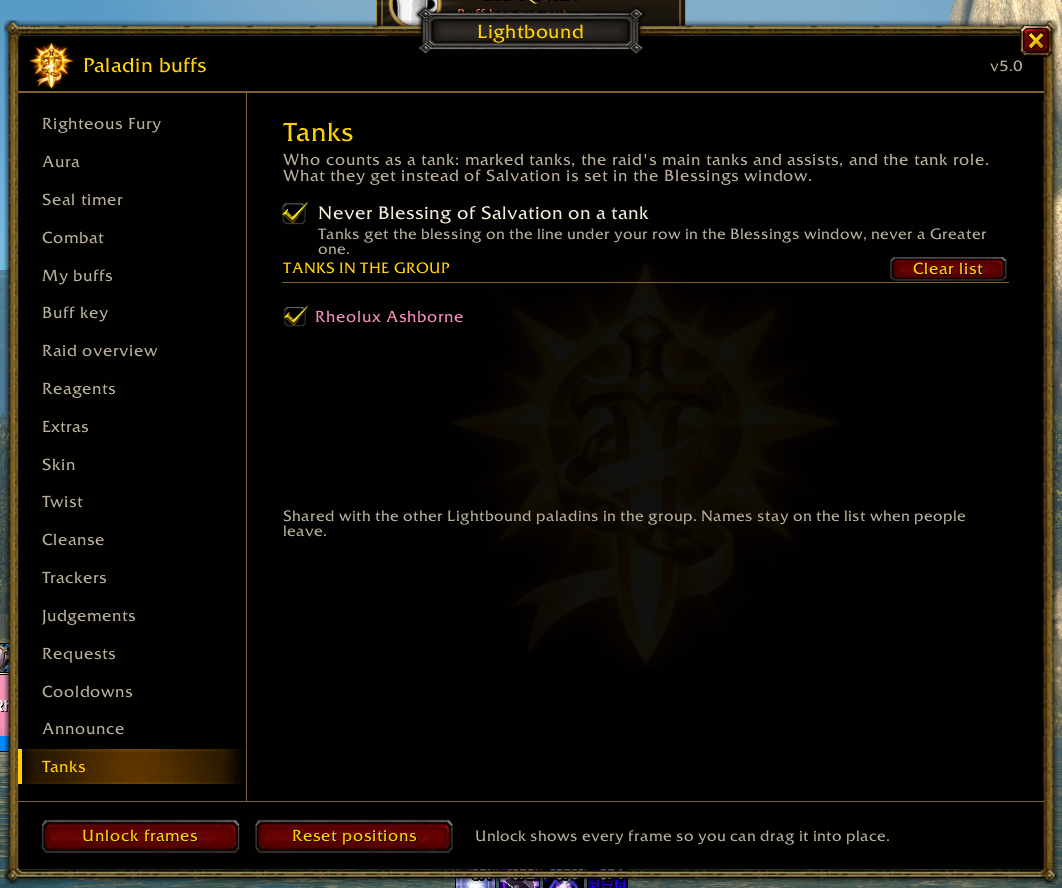 Lightbound
Paladin buffs
v5.0
Righteous Fury
Aura
Seal timer
Combat
My buffs
Buff key
Raid overview
Reagents
Extras
Skin
Twist
Cleanse
Trackers
Judgements
Requests
Cooldowns
Announce
Tanks
Tanks
Who counts as a tank: marked tanks, the raid's main tanks and assists, and the tank role.
What they get instead of Salvation is set in the Blessings window.
Never Blessing of Salvation on a tank
Tanks get the blessing on the line under your row in the Blessings window, never a Greater
one.
TANKS IN THE GROUP
Clear list
Rheolux Ashborne
Shared with the other Lightbound paladins in the group. Names stay on the list when people
leave.
Unlock frames
Reset positions
Unlock shows every frame so you can drag it into place.